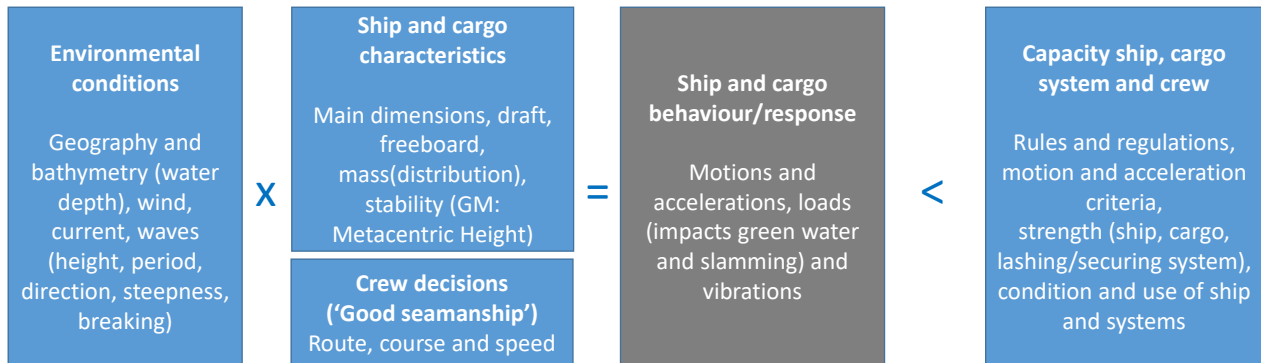 Environmental
conditions
Geography and
bathymetry (water
depth), wind,
current, waves
(height, period,
direction, steepness,
breaking)
x
Ship and cargo
characteristics
Main dimensions, draft,
freeboard,
mass(distribution),
stability (GM:
Metacentric Height)
Crew decisions
(‘Good seamanship’)
Route, course and speed
=
Ship and cargo
behaviour/response
Motions and
accelerations, loads
(impacts green water
and slamming) and
vibrations
<
Capacity ship, cargo
system and crew
Rules and regulations,
motion and acceleration
criteria,
strength (ship, cargo,
lashing/securing system),
condition and use of ship
and systems